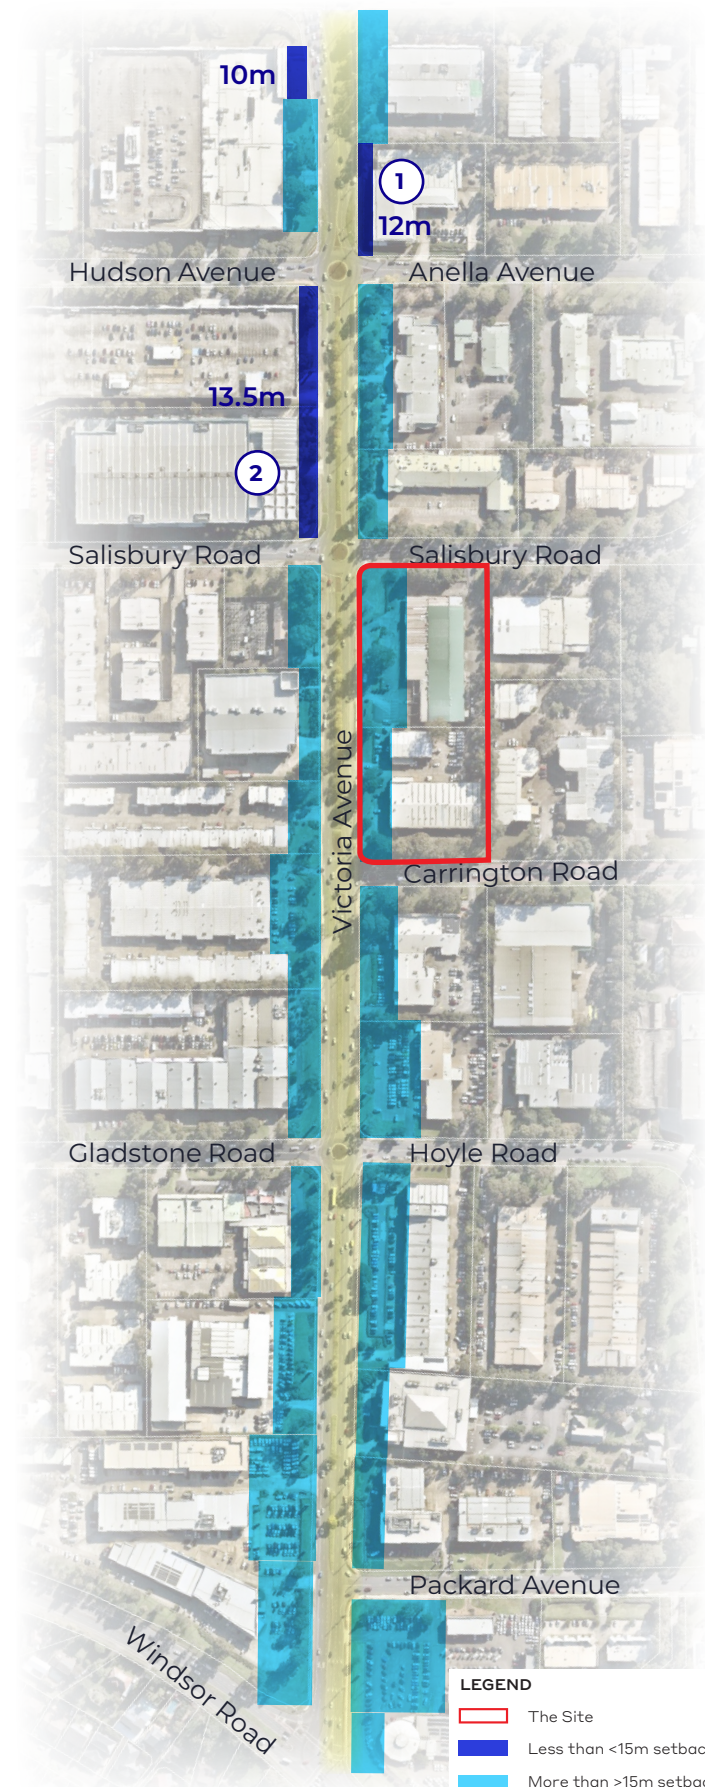 10m
1
12m
Hudson Avenue
Anella Avenue
13.5m
2
Salisbury Road
Salisbury Road
Victoria Avenue
Carrington Road
Gladstone Road
Hoyle Road
Packard Avenue
Windsor Road
LEGEND
The Site
Less than <15m setbac
More than >15m setbac